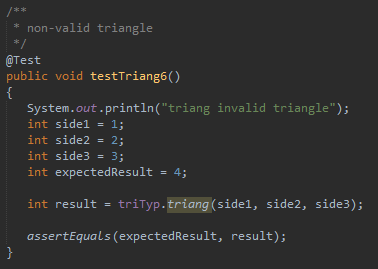 /**
 * non-valid triangle
 */
@Test
public void testTriang6()
{
System.out.println("triang invalid triangle");
int side1 = 1;
int side2 = 2;
int side3 = 3;
int expectedResult = 4;
int result = triTyp.triang(side1, side2, side3);
assertEquals(expectedResult, result);
}